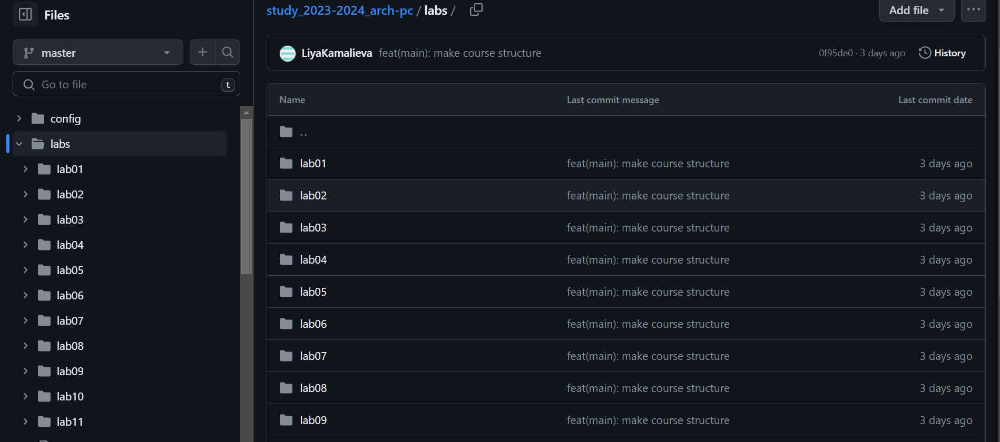 Files
master
Go to file
t
config
labs
lab01
lab02
lab03
lab04
lab05
lab06
lab07
lab08
lab09
lab10
lab11
study_2023-2024_arch-pc / labs /
Add file
LiyaKamalieva feat(main): make course structure
0f95de0 · 3 days ago
History
Name Last commit message Last commit date
..
lab01 feat(main): make course structure 3 days ago
lab02 feat(main): make course structure 3 days ago
lab03 feat(main): make course structure 3 days ago
lab04 feat(main): make course structure 3 days ago
lab05 feat(main): make course structure 3 days ago
lab06 feat(main): make course structure 3 days ago
lab07 feat(main): make course structure 3 days ago
lab08 feat(main): make course structure 3 days ago
lab09 feat(main): make course structure 3 days ago